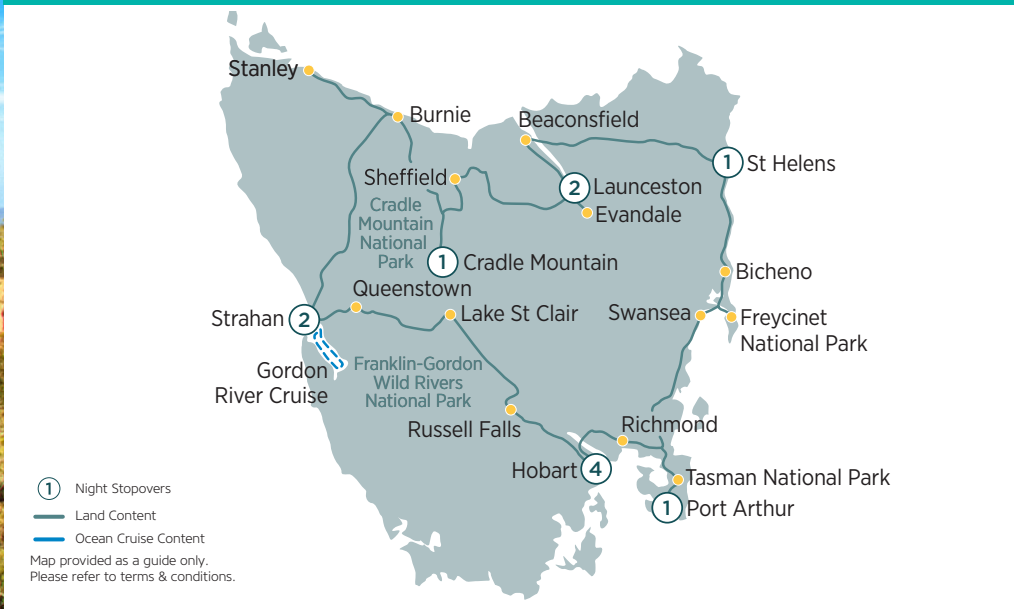 Stanley
Burnie
Beaconsfield
1 St Helens
Sheffield
2 Launceston
Evandale
Cradle
Mountain
National
Park
1 Cradle Mountain
Bicheno
Queenstown
Strahan 2
Lake St Clair
Swansea
Freycinet
National Park
Gordon
River Cruise
Franklin-Gordon
Wild Rivers
National Park
Russell Falls
Richmond
Hobart 4
Tasman National Park
1 Port Arthur
1 Night Stopovers
Land Content
Ocean Cruise Content
Map provided as a guide only.
Please refer to terms & conditions.